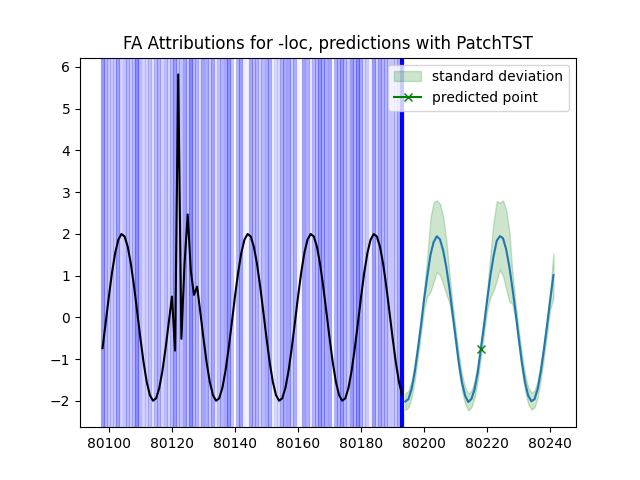 FA Attributions for -loc, predictions with PatchTST
standard deviation
predicted point
6
5
4
3
2
1
0
−1
−2
80100 80120 80140 80160 80180 80200 80220 80240